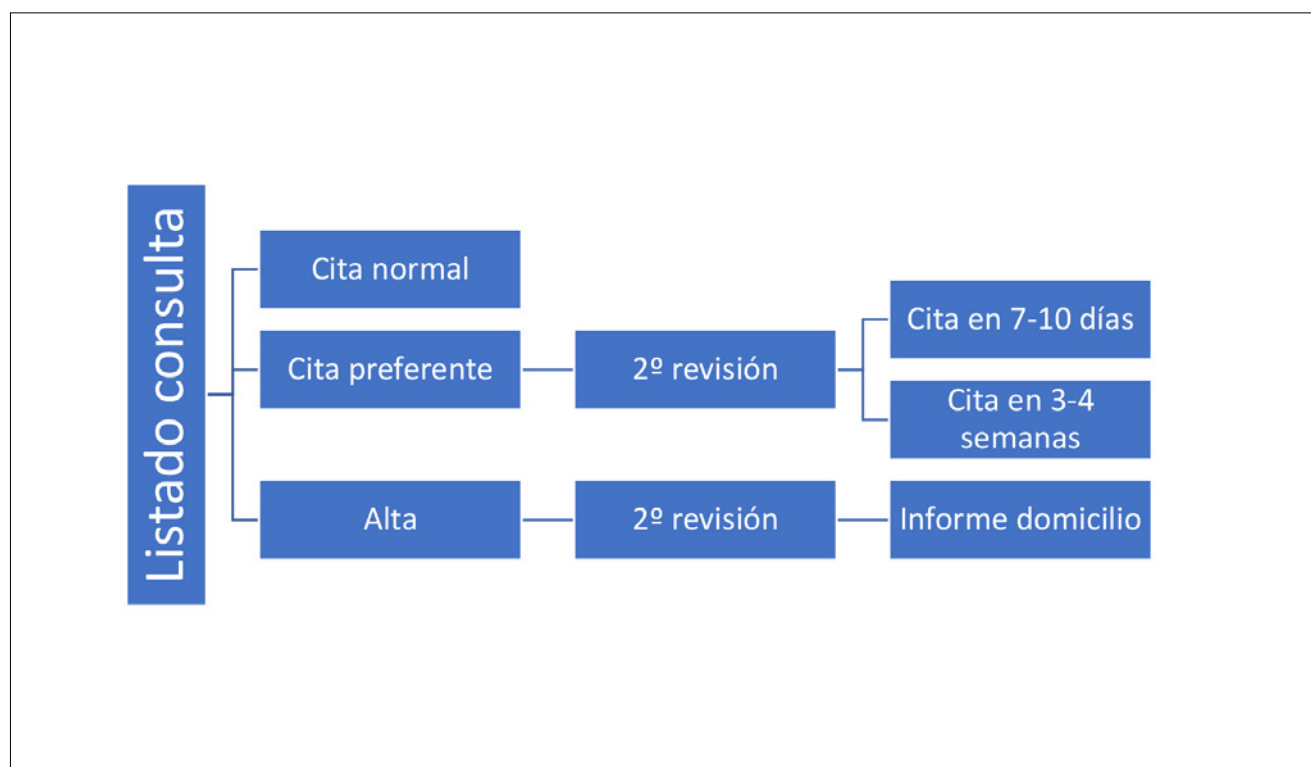 Listado consulta
Cita normal
Cita preferente
2º revisión
Cita en 7-10 días
Cita en 3-4
semanas
Alta
2º revisión
Informe domicilio